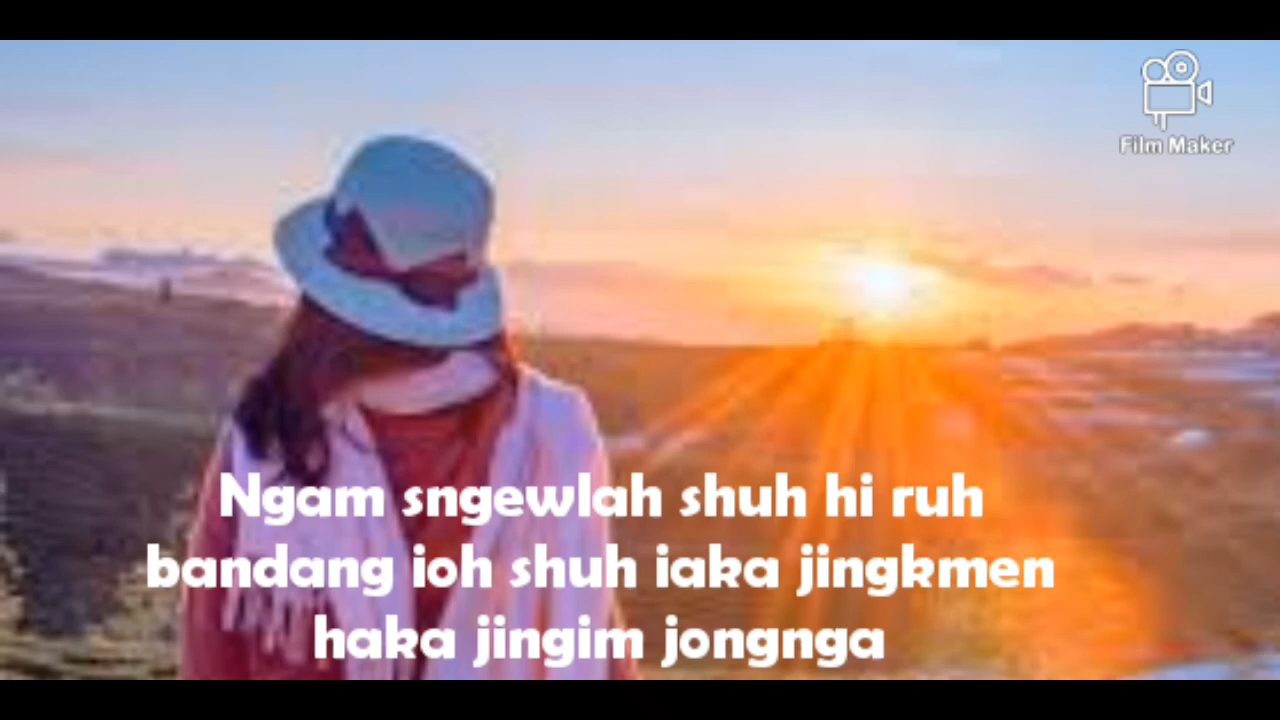 Film Maker
Ngam sngewlah shuh hi ruh
bandang ioh shuh iaka jingkmen
haka jingim jongnga